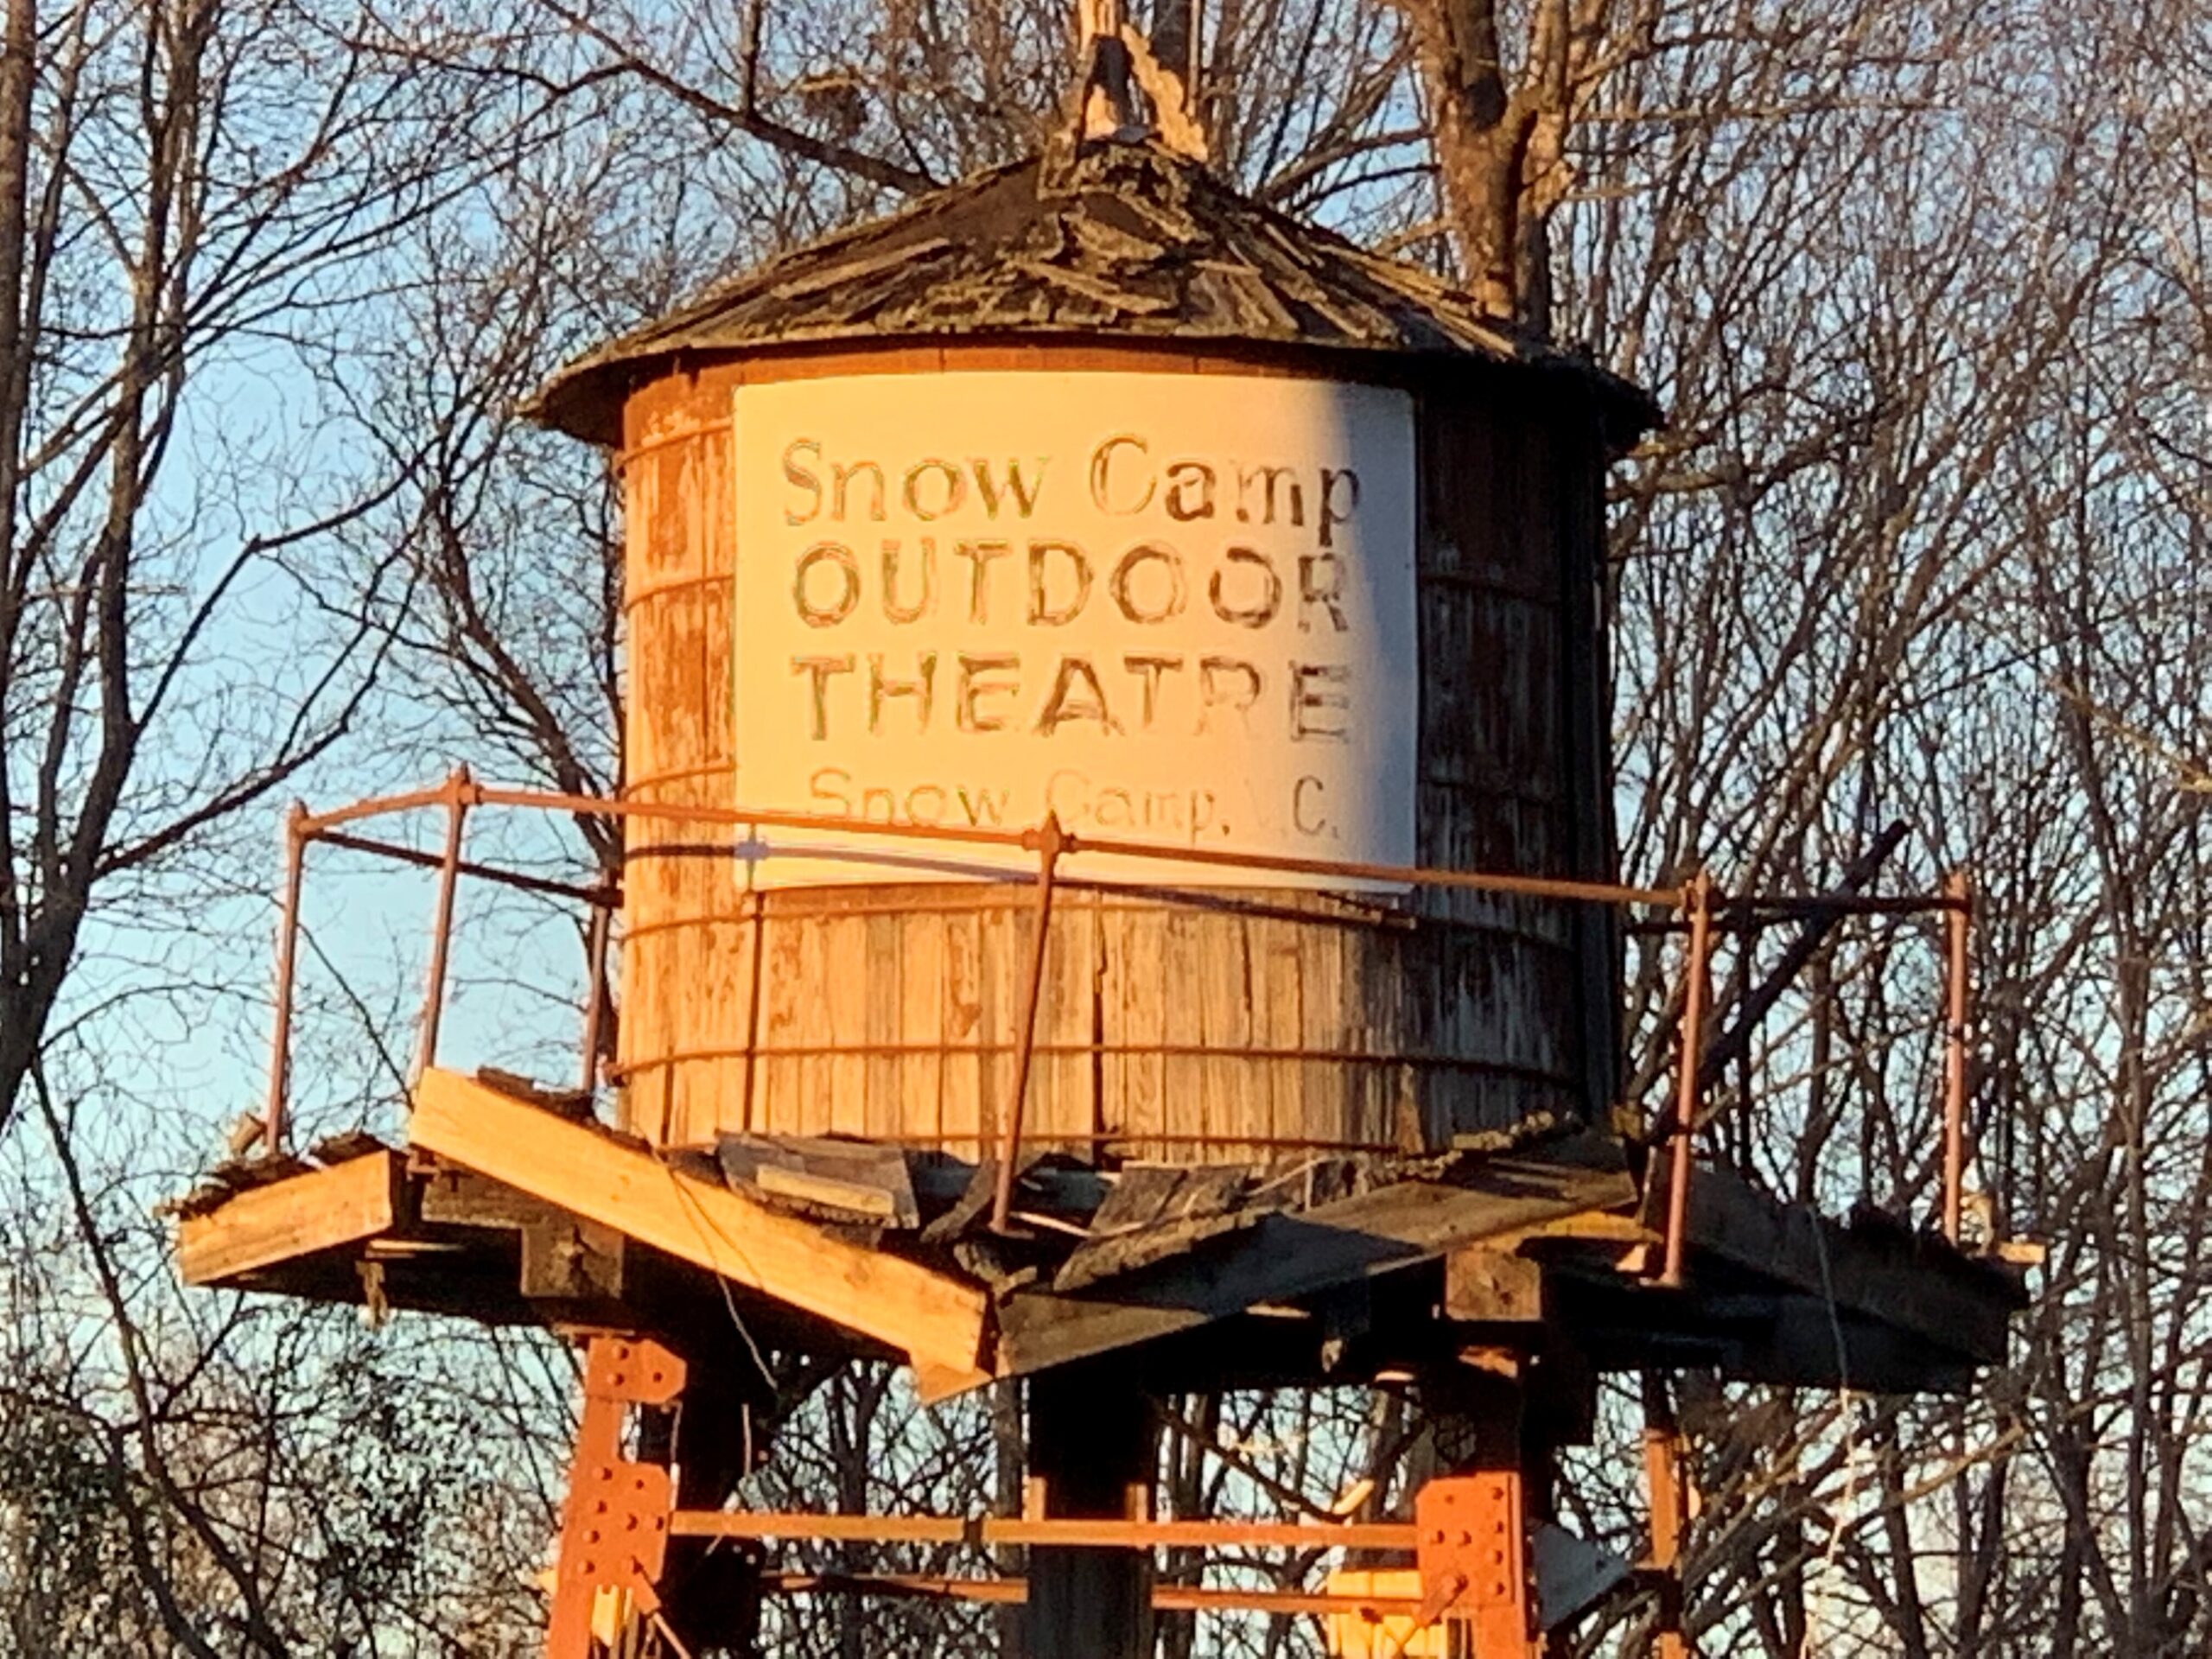 Snow Camp
OUTDOOR
THEATRE
Snow Camp, N.C.